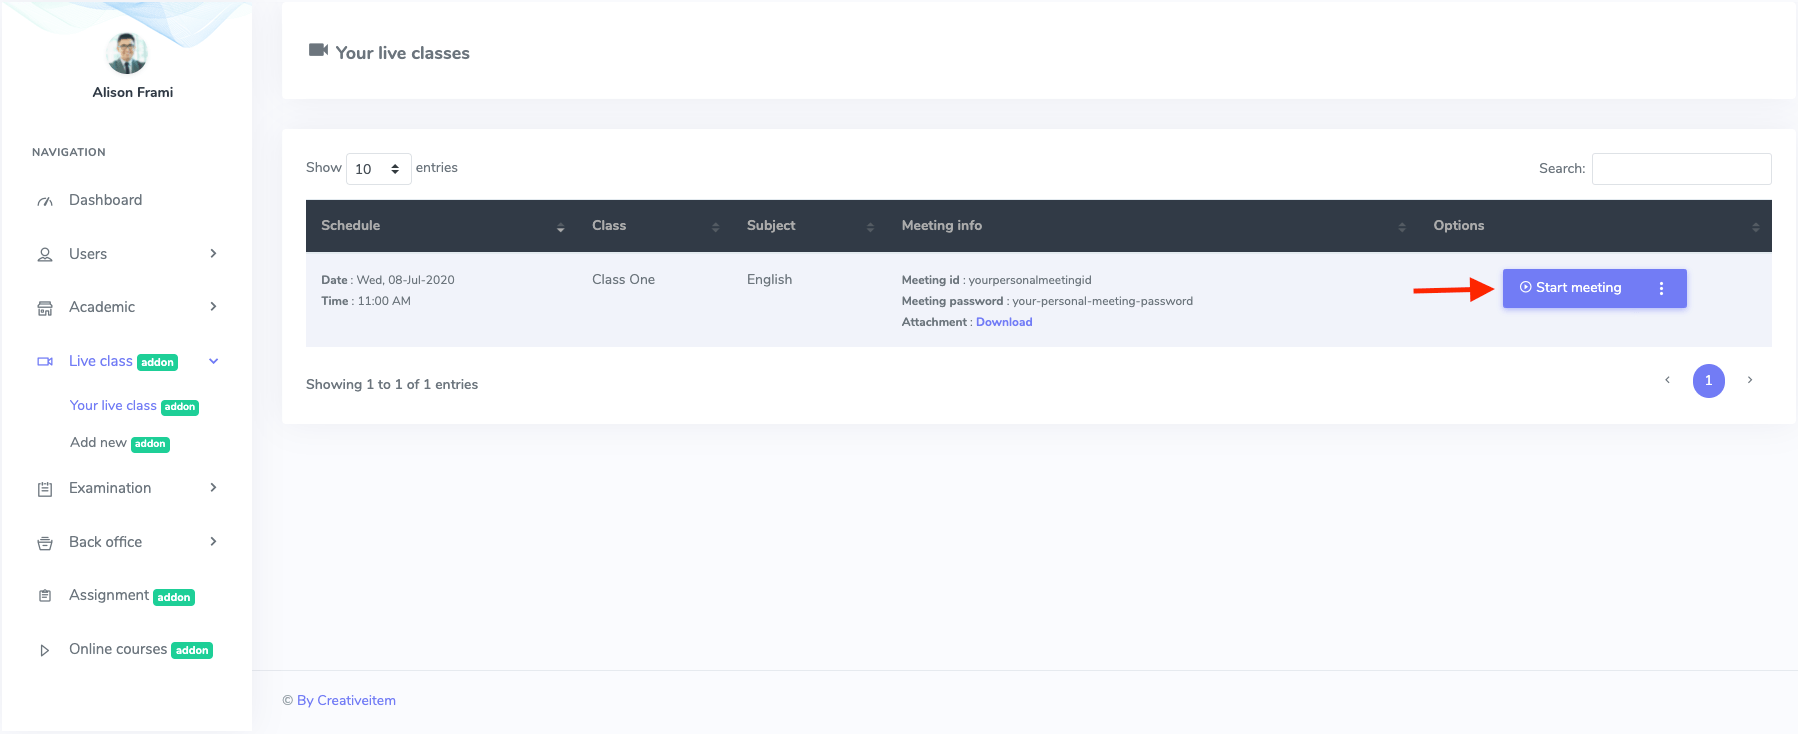 Alison Frami
NAVIGATION
Dashboard
Users
Academic
Live class addon
Your live class addon
Add new addon
Examination
Back office
Assignment addon
Online courses addon
Your live classes
Show 10 entries
Search:
Schedule Class Subject Meeting info Options
Date : Wed, 08-Jul-2020 Class One English Meeting id : yourpersonalmeetingid Start meeting
Time : 11:00 AM Meeting password : your-personal-meeting-password
Attachment : Download
Showing 1 to 1 of 1 entries
1
© By Creativeitem